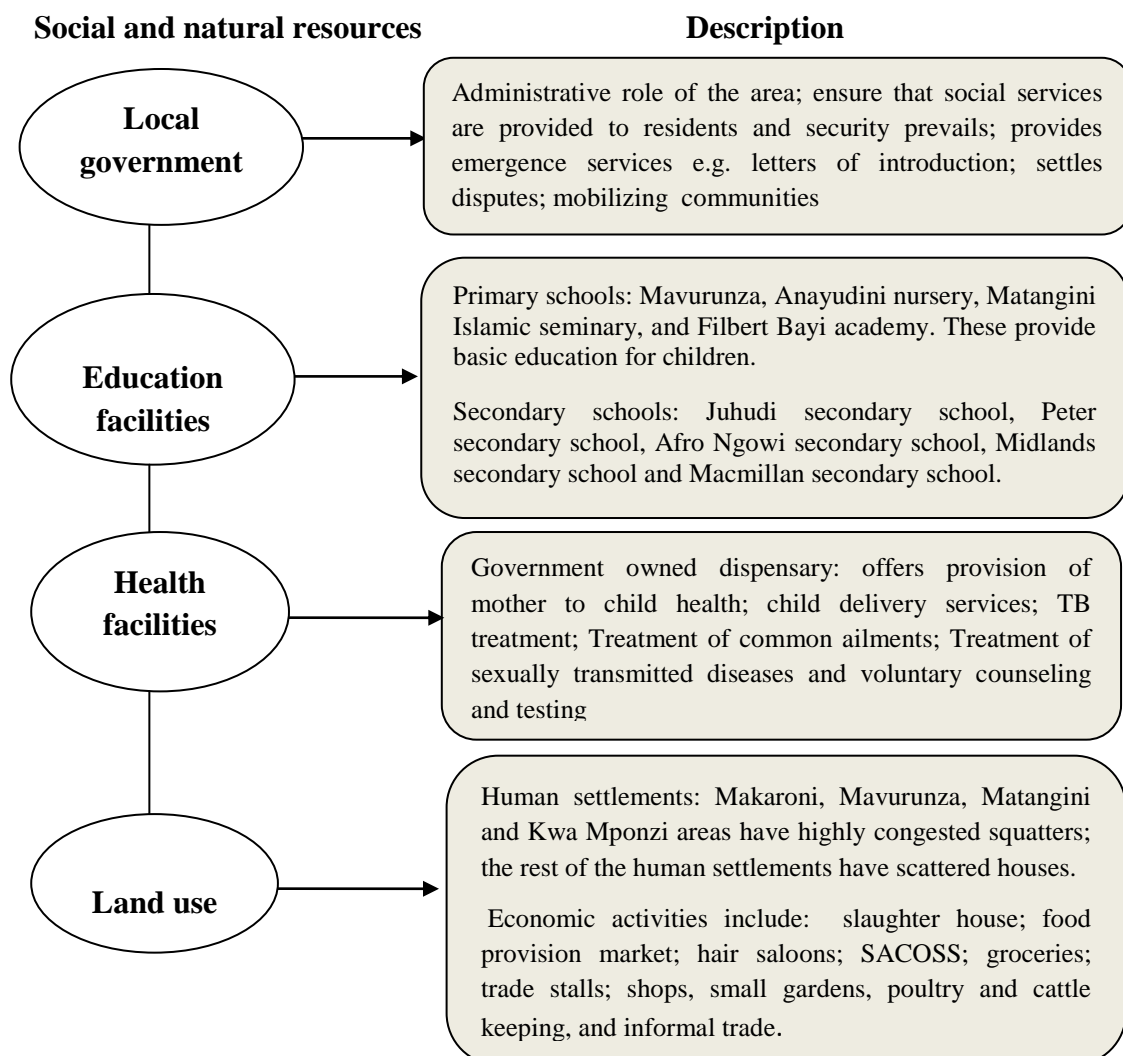 Social and natural resources Description
Local
government
Administrative role of the area; ensure that social services
are provided to residents and security prevails; provides
emergence services e.g. letters of introduction; settles
disputes; mobilizing communities
Education
facilities
Primary schools: Mavurunza, Anayudini nursery, Matangini
Islamic seminary, and Filbert Bayi academy. These provide
basic education for children.
Secondary schools: Juhudi secondary school, Peter
secondary school, Afro Ngowi secondary school, Midlands
secondary school and Macmillan secondary school.
Health
facilities
Government owned dispensary: offers provision of
mother to child health; child delivery services; TB
treatment; Treatment of common ailments; Treatment of
sexually transmitted diseases and voluntary counseling
and testing
Land use
Human settlements: Makaroni, Mavurunza, Matangini
and Kwa Mponzi areas have highly congested squatters;
the rest of the human settlements have scattered houses.
Economic activities include: slaughter house; food
provision market; hair saloons; SACOSS; groceries;
trade stalls; shops, small gardens, poultry and cattle
keeping, and informal trade.